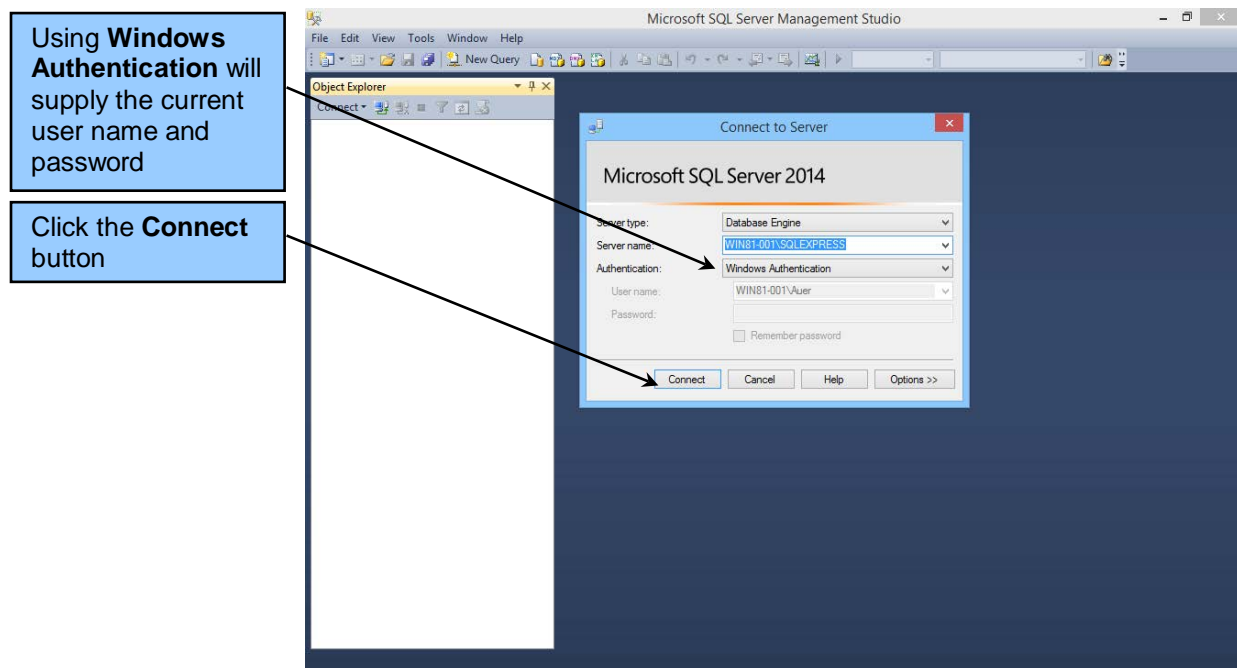 Using Windows
Authentication will
supply the current
user name and
password
Click the Connect
button
Microsoft SQL Server Management Studio
File Edit View Tools Window Help
New Query
Object Explorer
Connect
Connect to Server
Microsoft SQL Server 2014
Server type: Database Engine
Server name: WIN81-001\SQLEXPRESS
Authentication: Windows Authentication
User name: WIN81-001\Auer
Password:
Remember password
Connect Cancel Help Options >>